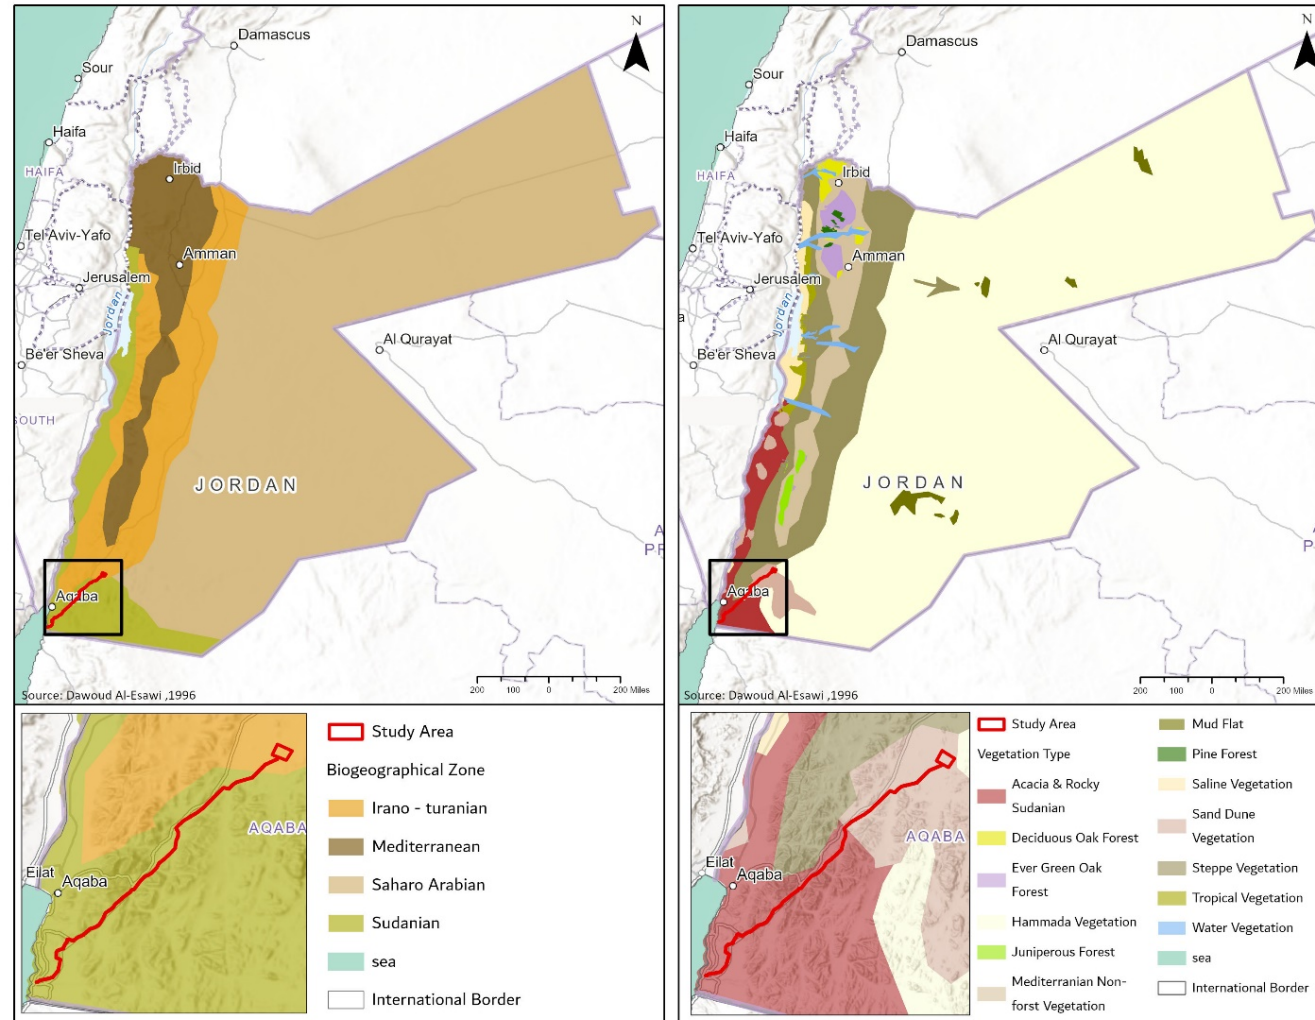 N
Damascus
Sour
Haifa
HAIFA
Irbid
Tel Aviv-Yafo
Amman
Jerusalem
Jordan
Al Qurayat
Be'er Sheva
SOUTH
JORDAN
A
PR
Aqaba
200 100 0 200 Miles
Source: Dawoud Al-Esawi ,1996
AQABA
Eilat
Aqaba
Study Area
Biogeographical Zone
Irano - turanian
Mediterranean
Saharo Arabian
Sudanian
sea
International Border
N
Damascus
Sour
Haifa
HAIFA
Irbid
Tel Aviv-Yafo
Amman
Jerusalem
Jordan
a
Al Qurayat
Be'er Sheva
JORDAN
A
PR
Aqaba
200 100 0 200 Miles
Source: Dawoud Al-Esawi ,1996
AQABA
Eilat
Aqaba
Study Area
Vegetation Type
Acacia & Rocky
Sudanian
Deciduous Oak Forest
Ever Green Oak
Forest
Hammada Vegetation
Juniperous Forest
Mediterranian Non-
forst Vegetation
Mud Flat
Pine Forest
Saline Vegetation
Sand Dune
Vegetation
Steppe Vegetation
Tropical Vegetation
Water Vegetation
sea
International Border